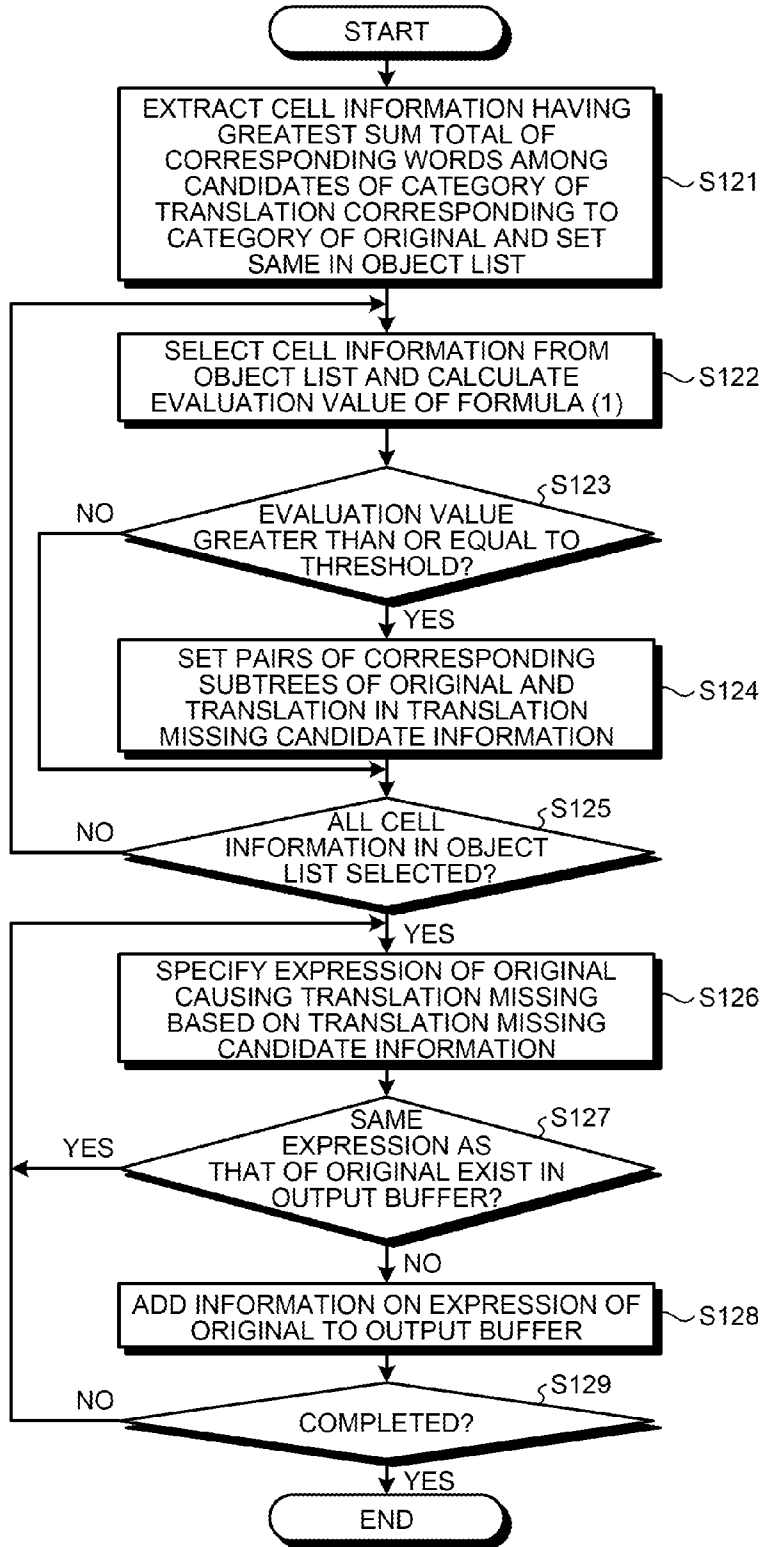 START
EXTRACT CELL INFORMATION HAVING
GREATEST SUM TOTAL OF
CORRESPONDING WORDS AMONG
CANDIDATES OF CATEGORY OF
TRANSLATION CORRESPONDING TO
CATEGORY OF ORIGINAL AND SET
SAME IN OBJECT LIST
S121
SELECT CELL INFORMATION FROM
OBJECT LIST AND CALCULATE
EVALUATION VALUE OF FORMULA (1)
S122
S123
NO
EVALUATION VALUE
GREATER THAN OR EQUAL TO
THRESHOLD?
YES
SET PAIRS OF CORRESPONDING
SUBTREES OF ORIGINAL AND
TRANSLATION IN TRANSLATION
MISSING CANDIDATE INFORMATION
S124
S125
NO
ALL CELL
INFORMATION IN OBJECT
LIST SELECTED?
YES
SPECIFY EXPRESSION OF ORIGINAL
CAUSING TRANSLATION MISSING
BASED ON TRANSLATION MISSING
CANDIDATE INFORMATION
S126
S127
YES
SAME
EXPRESSION AS
THAT OF ORIGINAL EXIST IN
OUTPUT BUFFER?
NO
ADD INFORMATION ON EXPRESSION OF
ORIGINAL TO OUTPUT BUFFER
S128
S129
NO
COMPLETED?
YES
END